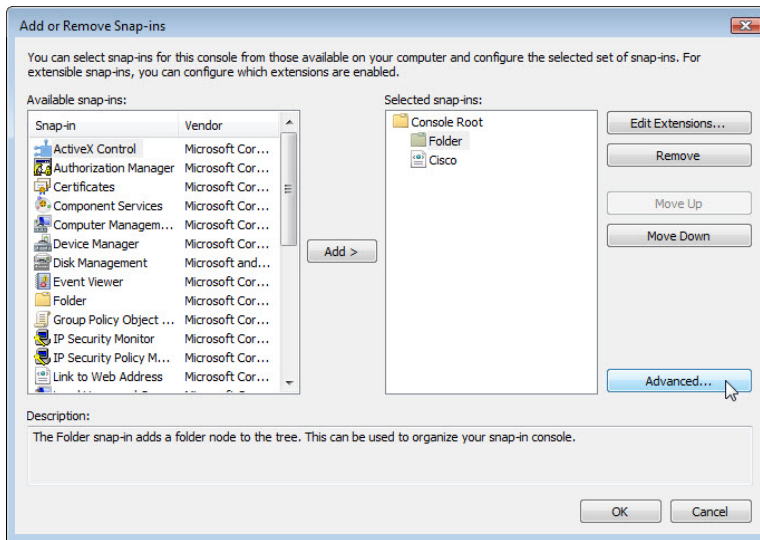 Add or Remove Snap-ins
You can select snap-ins for this console from those available on your computer and configure the selected set of snap-ins. For
extensible snap-ins, you can configure which extensions are enabled.
Available snap-ins:
Snap-in Vendor
ActiveX Control Microsoft Cor...
Authorization Manager Microsoft Cor...
Certificates Microsoft Cor...
Component Services Microsoft Cor...
Computer Managem... Microsoft Cor...
Device Manager Microsoft Cor...
Disk Management Microsoft and...
Event Viewer Microsoft Cor...
Folder Microsoft Cor...
Group Policy Object ... Microsoft Cor...
IP Security Monitor Microsoft Cor...
IP Security Policy M... Microsoft Cor...
Link to Web Address Microsoft Cor...
Add >
Selected snap-ins:
Console Root
Folder
Cisco
Edit Extensions...
Remove
Move Up
Move Down
Advanced...
Description:
The Folder snap-in adds a folder node to the tree. This can be used to organize your snap-in console.
OK
Cancel